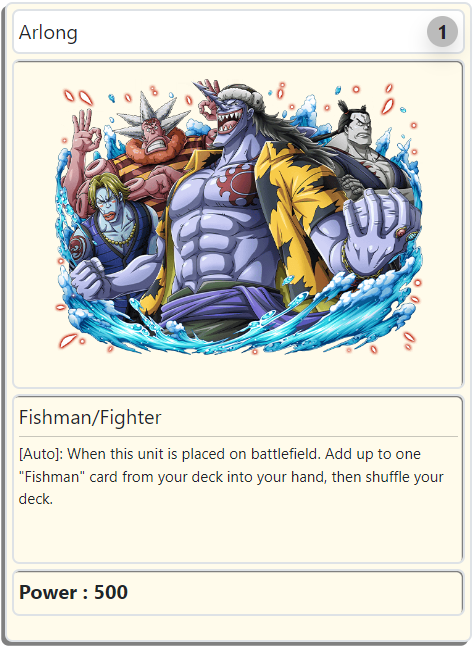 Arlong
1
Fishman/Fighter
[Auto]: When this unit is placed on battlefield. Add up to one
"Fishman" card from your deck into your hand, then shuffle your
deck.
Power : 500